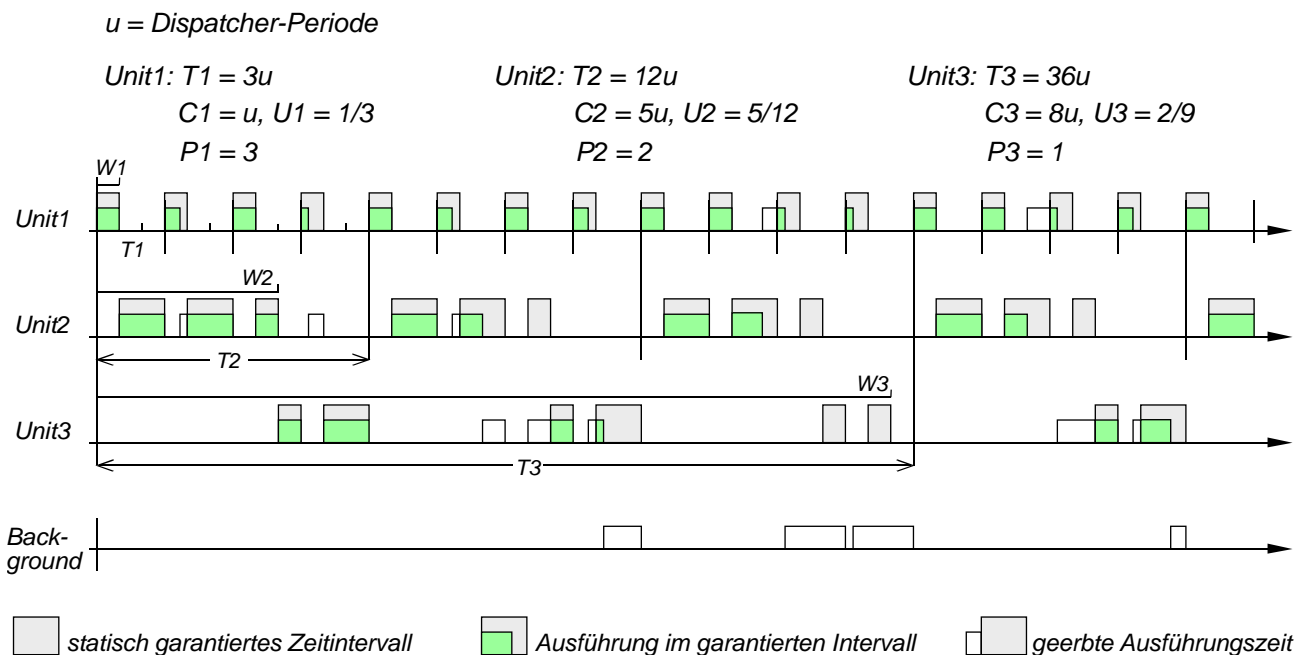 u = Dispatcher-Periode
Unit1: T1 = 3u
C1 = u, U1 = 1/3
P1 = 3
Unit2: T2 = 12u
C2 = 5u, U2 = 5/12
P2 = 2
Unit3: T3 = 36u
C3 = 8u, U3 = 2/9
P3 = 1
W1
Unit1
T1
W2
Unit2
T2
W3
Unit3
T3
Back-
ground
statisch garantiertes Zeitintervall
Ausführung im garantierten Intervall
geerbte Ausführungszeit